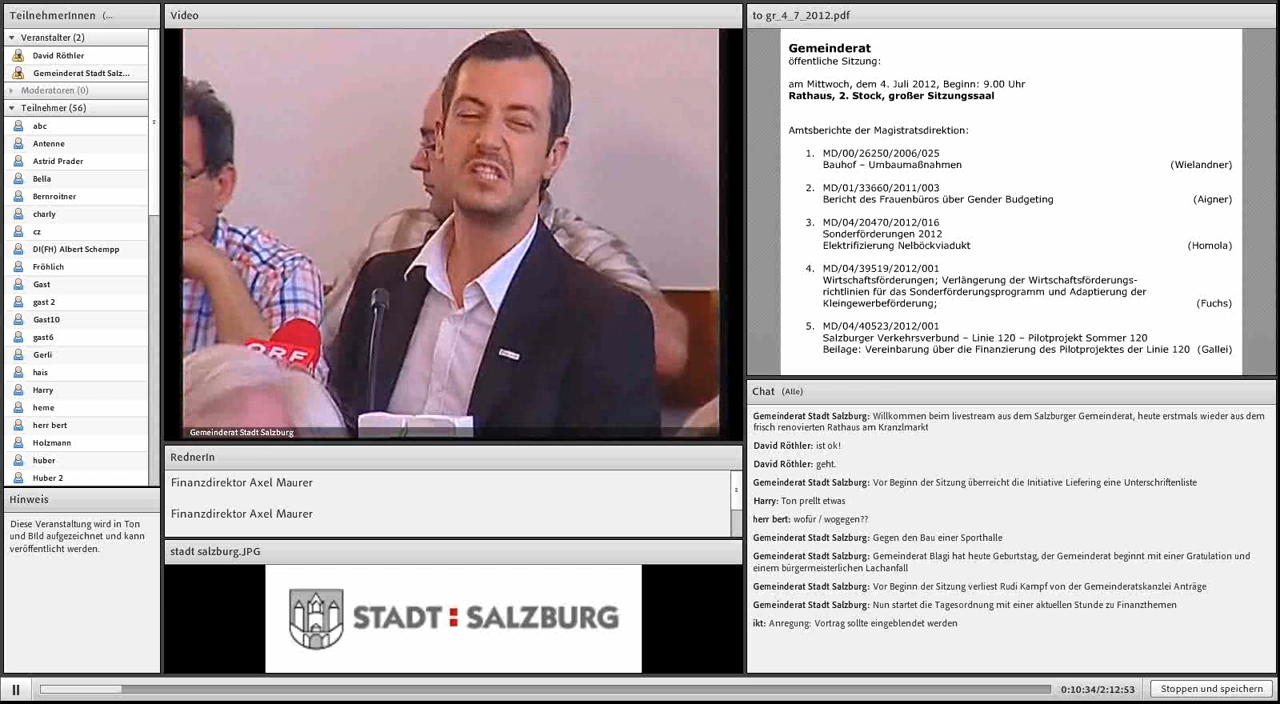 TeilnehmerInnen (...
Veranstalter (2)
David Röthler
Gemeinderat Stadt Salz...
Moderatoren (0)
Teilnehmer (56)
abc
Antenne
Astrid Prader
Bella
Bernroitner
charly
cz
DI(FH) Albert Schempp
Fröhlich
Gast
gast 2
Gast10
gast6
Gerli
hais
Harry
heme
herr bert
Holzmann
huber
Huber 2
Hinweis
Diese Veranstaltung wird in Ton
und BIld aufgezeichnet und kann
veröffentlicht werden.
Video
ORF
Gemeinderat Stadt Salzburg
RednerIn
Finanzdirektor Axel Maurer
Finanzdirektor Axel Maurer
stadt salzburg.JPG
STADT : SALZBURG
to gr_4_7_2012.pdf
Gemeinderat
öffentliche Sitzung:
am Mittwoch, dem 4. Juli 2012, Beginn: 9.00 Uhr
Rathaus, 2. Stock, großer Sitzungssaal
Amtsberichte der Magistratsdirektion:
1. MD/00/26250/2006/025
Bauhof – Umbaumaßnahmen (Wielandner)
2. MD/01/33660/2011/003
Bericht des Frauenbüros über Gender Budgeting (Aigner)
3. MD/04/20470/2012/016
Sonderförderungen 2012
Elektrifizierung Nelböckviadukt (Homola)
4. MD/04/39519/2012/001
Wirtschaftsförderungen; Verlängerung der Wirtschaftsförderungs-
richtlinien für das Sonderförderungsprogramm und Adaptierung der
Kleingewerbeförderung; (Fuchs)
5. MD/04/40523/2012/001
Salzburger Verkehrsverbund – Linie 120 – Pilotprojekt Sommer 120
Beilage: Vereinbarung über die Finanzierung des Pilotprojektes der Linie 120 (Gallei)
Chat (Alle)
Gemeinderat Stadt Salzburg: Willkommen beim livestream aus dem Salzburger Gemeinderat, heute erstmals wieder aus dem
frisch renovierten Rathaus am Kranzlmarkt
David Röthler: ist ok!
David Röthler: geht.
Gemeinderat Stadt Salzburg: Vor Beginn der Sitzung überreicht die Initiative Liefering eine Unterschriftenliste
Harry: Ton prellt etwas
herr bert: wofür / wogegen??
Gemeinderat Stadt Salzburg: Gegen den Bau einer Sporthalle
Gemeinderat Stadt Salzburg: Gemeinderat Blagi hat heute Geburtstag, der Gemeinderat beginnt mit einer Gratulation und
einem bürgermeisterlichen Lachanfall
Gemeinderat Stadt Salzburg: Vor Beginn der Sitzung verliest Rudi Kampf von der Gemeinderatskanzlei Anträge
Gemeinderat Stadt Salzburg: Nun startet die Tagesordnung mit einer aktuellen Stunde zu Finanzthemen
ikt: Anregung: Vortrag sollte eingeblendet werden
0:10:34/2:12:53
Stoppen und speichern